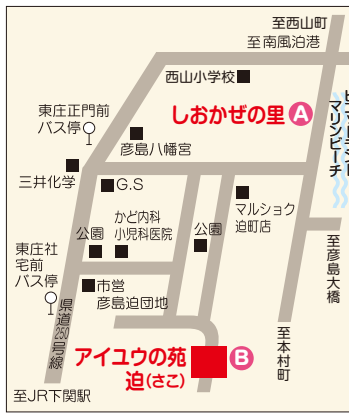 至西山町
至南風泊港
西山小学校
しおかぜの里 A
マリンビーチ
東庄正門前
バス停
彦島八幡宮
三井化学
G.S
かど内科
小児科医院
公園
公園
マルショク
迫町店
東庄社
宅前
バス停
市営
彦島迫団地
至彦島大橋
県道250号線
アイユウの苑
迫(さこ)
B
至本村町
至JR下関駅